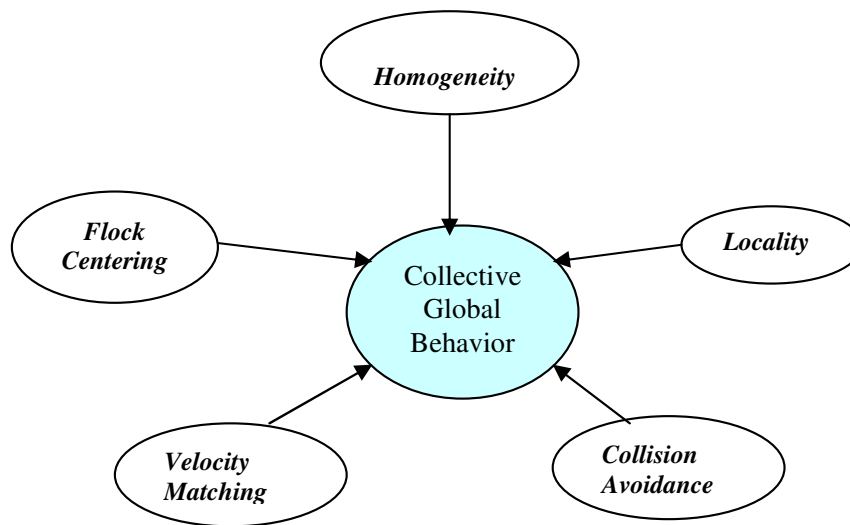 Homogeneity
Flock
Centering
Locality
Collective
Global
Behavior
Velocity
Matching
Collision
Avoidance